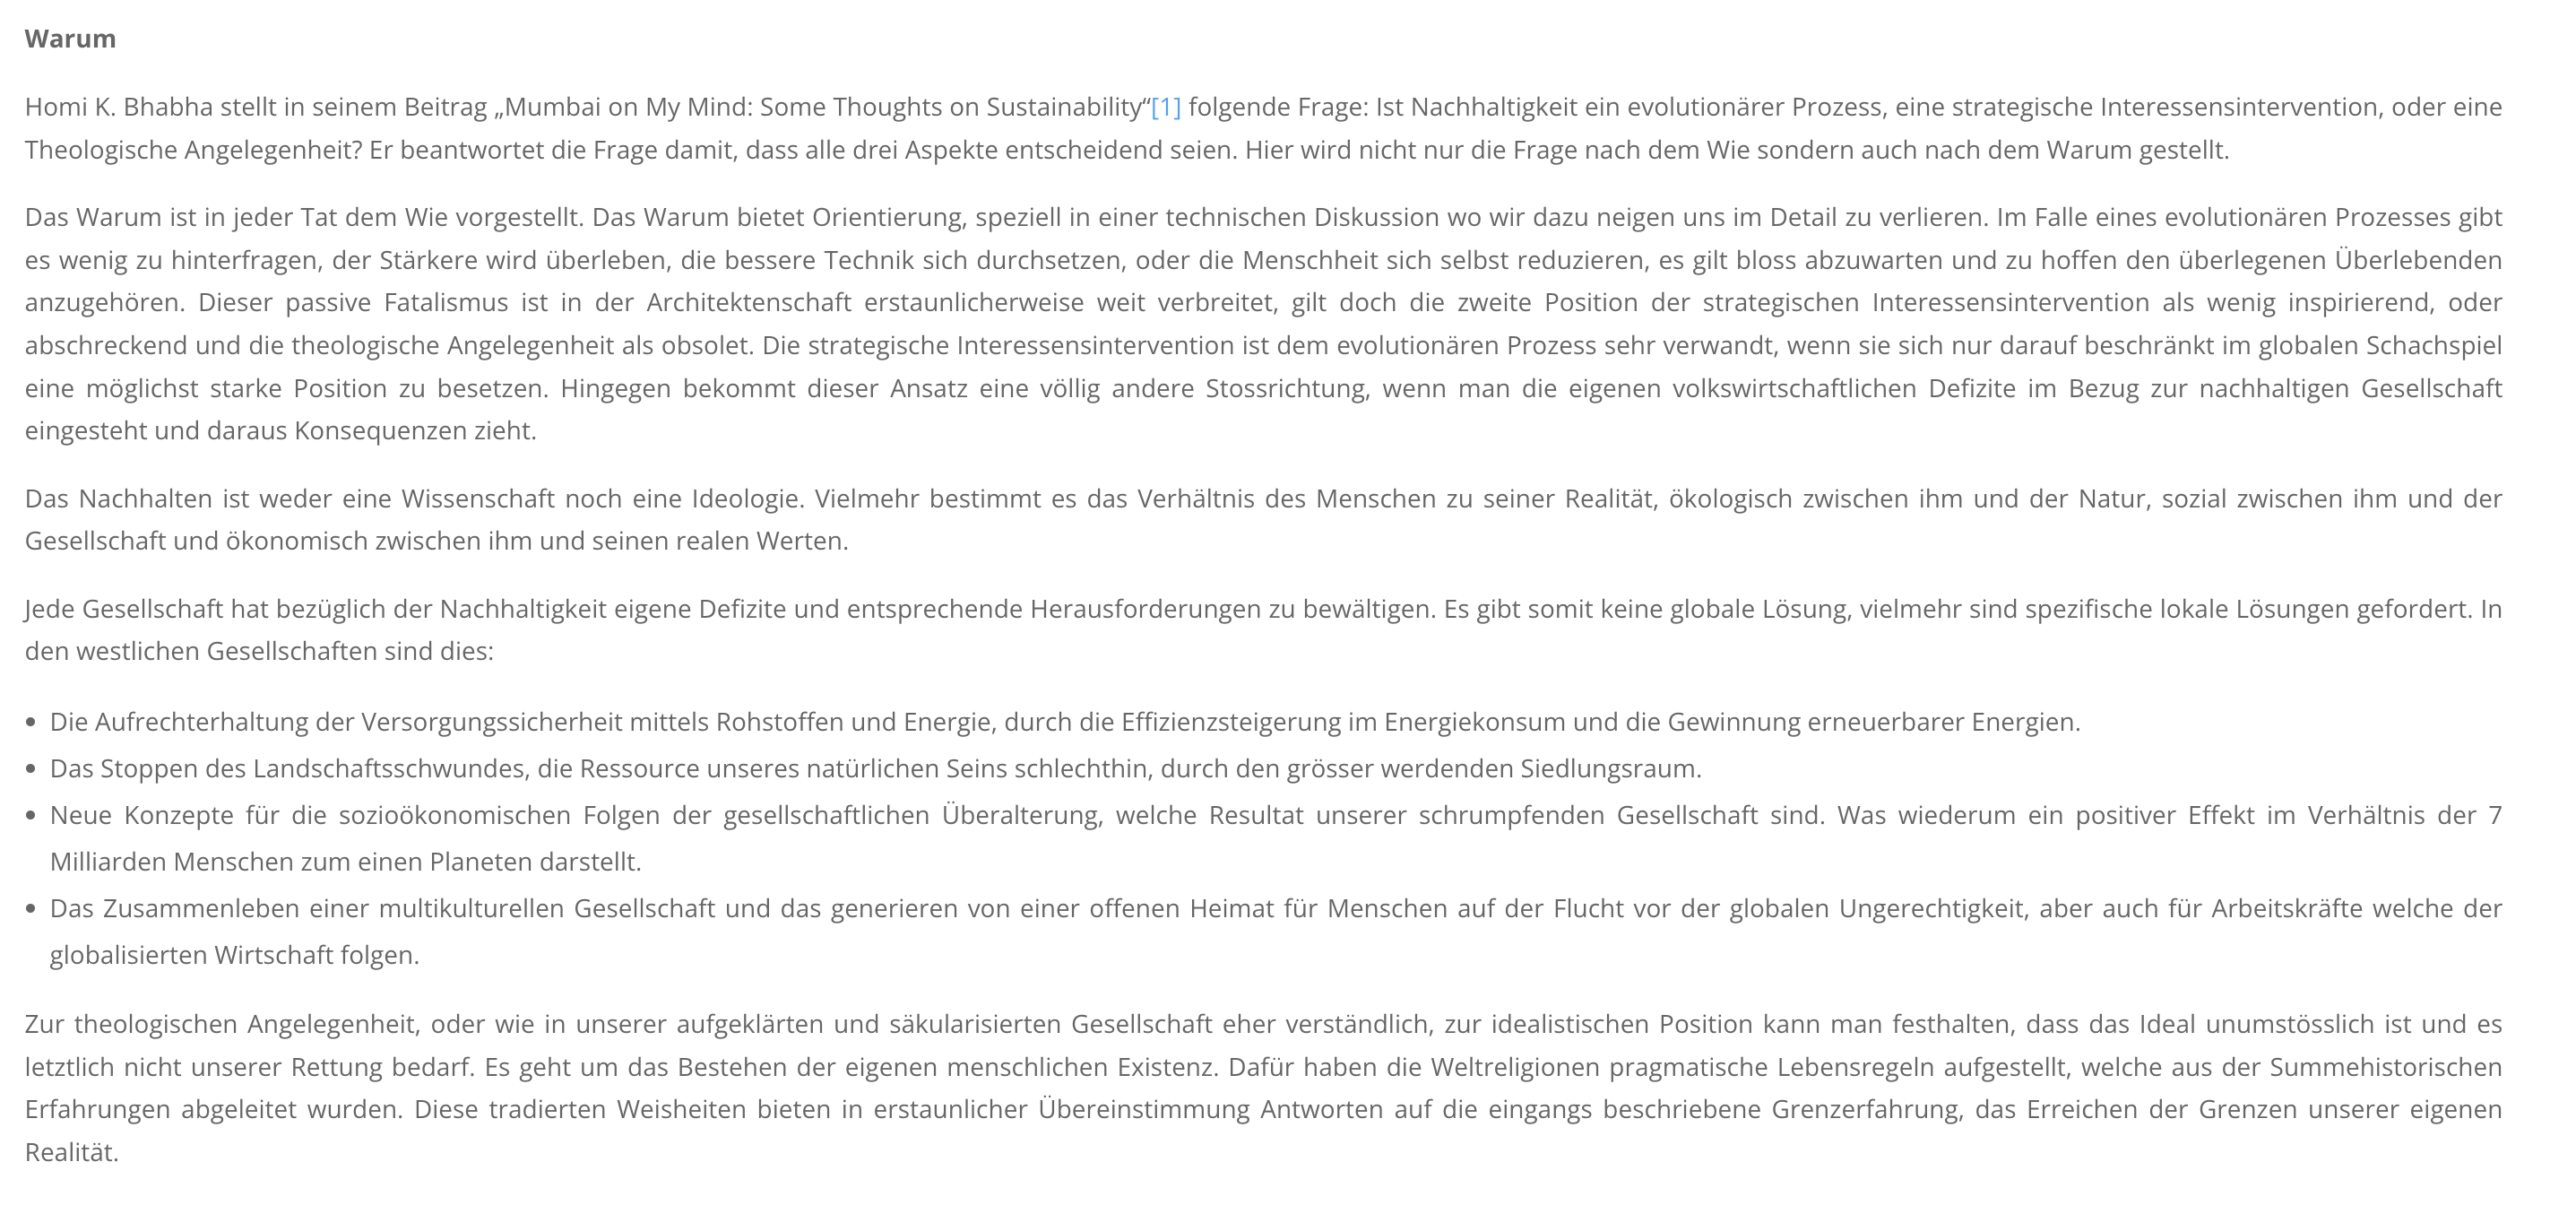 Warum
Homi K. Bhabha stellt in seinem Beitrag „Mumbai on My Mind: Some Thoughts on Sustainability“[1] folgende Frage: Ist Nachhaltigkeit ein evolutionärer Prozess, eine strategische Interessensintervention, oder eine
Theologische Angelegenheit? Er beantwortet die Frage damit, dass alle drei Aspekte entscheidend seien. Hier wird nicht nur die Frage nach dem Wie sondern auch nach dem Warum gestellt.
Das Warum ist in jeder Tat dem Wie vorgestellt. Das Warum bietet Orientierung, speziell in einer technischen Diskussion wo wir dazu neigen uns im Detail zu verlieren. Im Falle eines evolutionären Prozesses gibt
es wenig zu hinterfragen, der Stärkere wird überleben, die bessere Technik sich durchsetzen, oder die Menschheit sich selbst reduzieren, es gilt bloss abzuwarten und zu hoffen den überlegenen Überlebenden
anzugehören. Dieser passive Fatalismus ist in der Architektenschaft erstaunlicherweise weit verbreitet, gilt doch die zweite Position der strategischen Interessensintervention als wenig inspirierend, oder
abschreckend und die theologische Angelegenheit als obsolet. Die strategische Interessensintervention ist dem evolutionären Prozess sehr verwandt, wenn sie sich nur darauf beschränkt im globalen Schachspiel
eine möglichst starke Position zu besetzen. Hingegen bekommt dieser Ansatz eine völlig andere Stossrichtung, wenn man die eigenen volkswirtschaftlichen Defizite im Bezug zur nachhaltigen Gesellschaft
eingesteht und daraus Konsequenzen zieht.
Das Nachhalten ist weder eine Wissenschaft noch eine Ideologie. Vielmehr bestimmt es das Verhältnis des Menschen zu seiner Realität, ökologisch zwischen ihm und der Natur, sozial zwischen ihm und der
Gesellschaft und ökonomisch zwischen ihm und seinen realen Werten.
Jede Gesellschaft hat bezüglich der Nachhaltigkeit eigene Defizite und entsprechende Herausforderungen zu bewältigen. Es gibt somit keine globale Lösung, vielmehr sind spezifische lokale Lösungen gefordert. In
den westlichen Gesellschaften sind dies:
• Die Aufrechterhaltung der Versorgungssicherheit mittels Rohstoffen und Energie, durch die Effizienzsteigerung im Energiekonsum und die Gewinnung erneuerbarer Energien.
• Das Stoppen des Landschaftsschwundes, die Ressource unseres natürlichen Seins schlechthin, durch den grösser werdenden Siedlungsraum.
• Neue Konzepte für die sozioökonomischen Folgen der gesellschaftlichen Überalterung, welche Resultat unserer schrumpfenden Gesellschaft sind. Was wiederum ein positiver Effekt im Verhältnis der 7
Milliarden Menschen zum einen Planeten darstellt.
• Das Zusammenleben einer multikulturellen Gesellschaft und das generieren von einer offenen Heimat für Menschen auf der Flucht vor der globalen Ungerechtigkeit, aber auch für Arbeitskräfte welche der
globalisierten Wirtschaft folgen.
Zur theologischen Angelegenheit, oder wie in unserer aufgeklärten und säkularisierten Gesellschaft eher verständlich, zur idealistischen Position kann man festhalten, dass das Ideal unumstösslich ist und es
letztlich nicht unserer Rettung bedarf. Es geht um das Bestehen der eigenen menschlichen Existenz. Dafür haben die Weltreligionen pragmatische Lebensregeln aufgestellt, welche aus der Summehistorischen
Erfahrungen abgeleitet wurden. Diese tradierten Weisheiten bieten in erstaunlicher Übereinstimmung Antworten auf die eingangs beschriebene Grenzerfahrung, das Erreichen der Grenzen unserer eigenen
Realität.